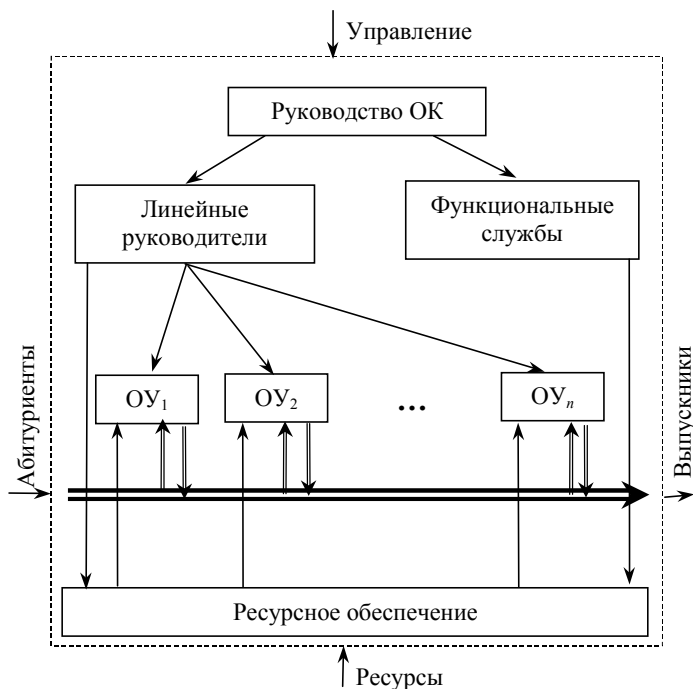 Управление
Руководство ОК
Линейные
руководители
Функциональные
службы
Абитуриенты
ОУ1
ОУ2
...
ОУn
Выпускники
Ресурсное обеспечение
Ресурсы